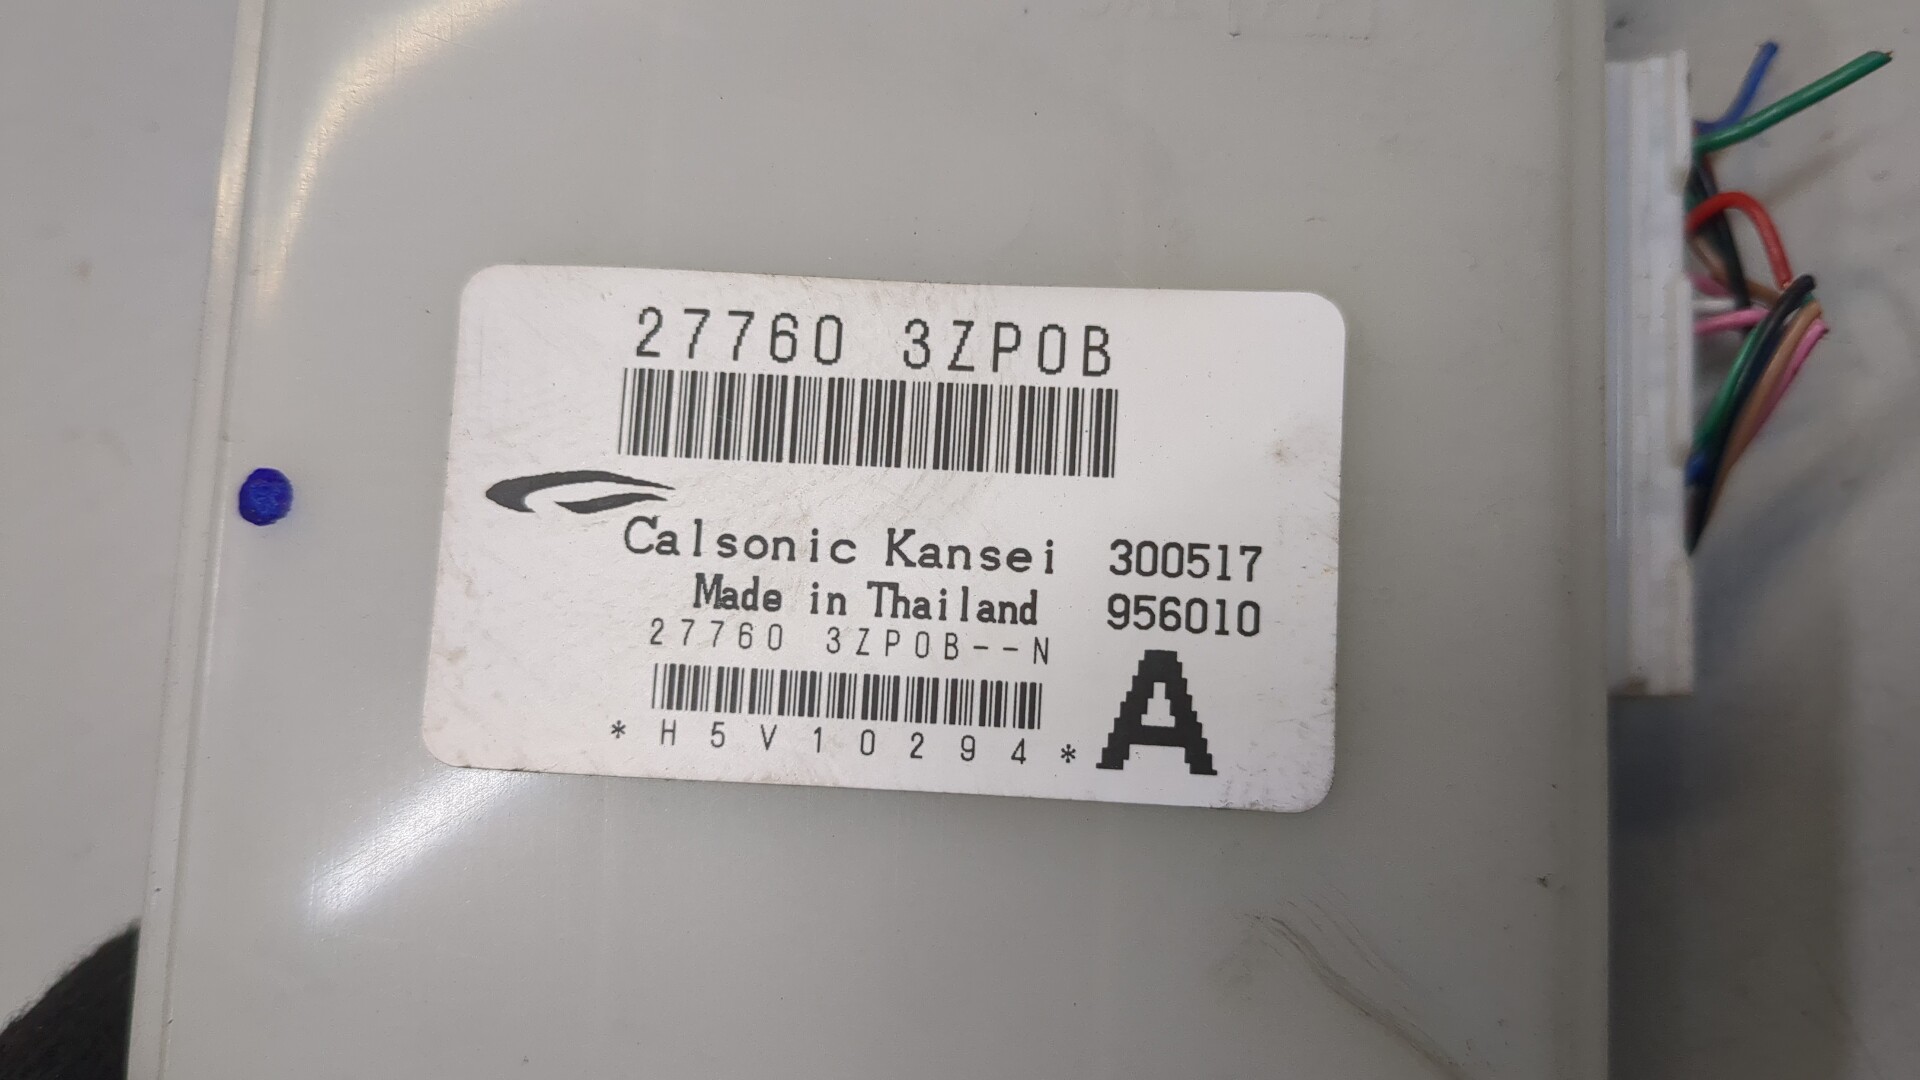 27760 3ZP0B
Calsonic Kansei 300517
Made in Thailand 956010
27760 3ZP0B--N
A
*H5V10294*